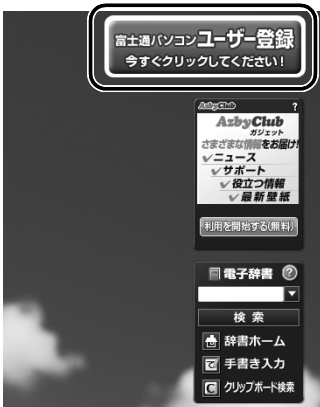 富士通パソコンユーザー登録
今すぐクリックしてください!
AzbyClub ?
AzbyClub
ガジェット
さまざまな情報をお届け!
✓ニュース
✓サポート
✓役立つ情報
✓最新壁紙
利用を開始する(無料)
電子辞書 ?
検索
辞書ホーム
手書き入力
C クリップボード検索